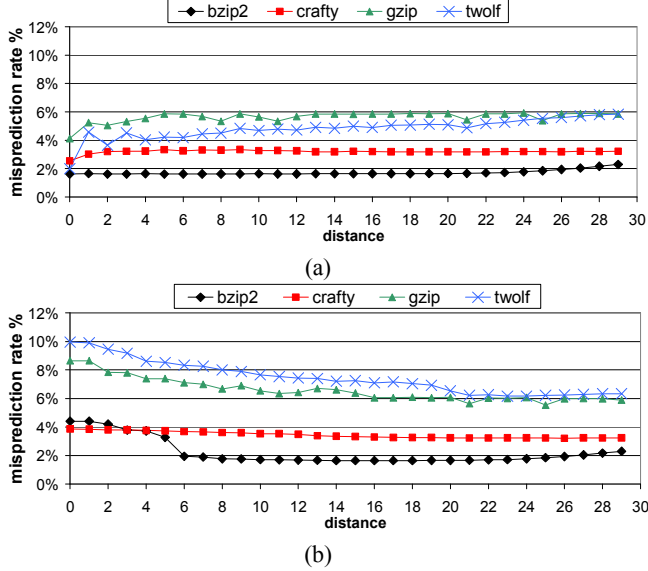 bzip2 crafty gzip twolf
12%
10%
8%
6%
4%
2%
0%
misprediction rate %
0 2 4 6 8 10 12 14 16 18 20 22 24 26 28 30
distance
(a)
bzip2 crafty gzip twolf
12%
10%
8%
6%
4%
2%
0%
misprediction rate %
0 2 4 6 8 10 12 14 16 18 20 22 24 26 28 30
distance
(b)